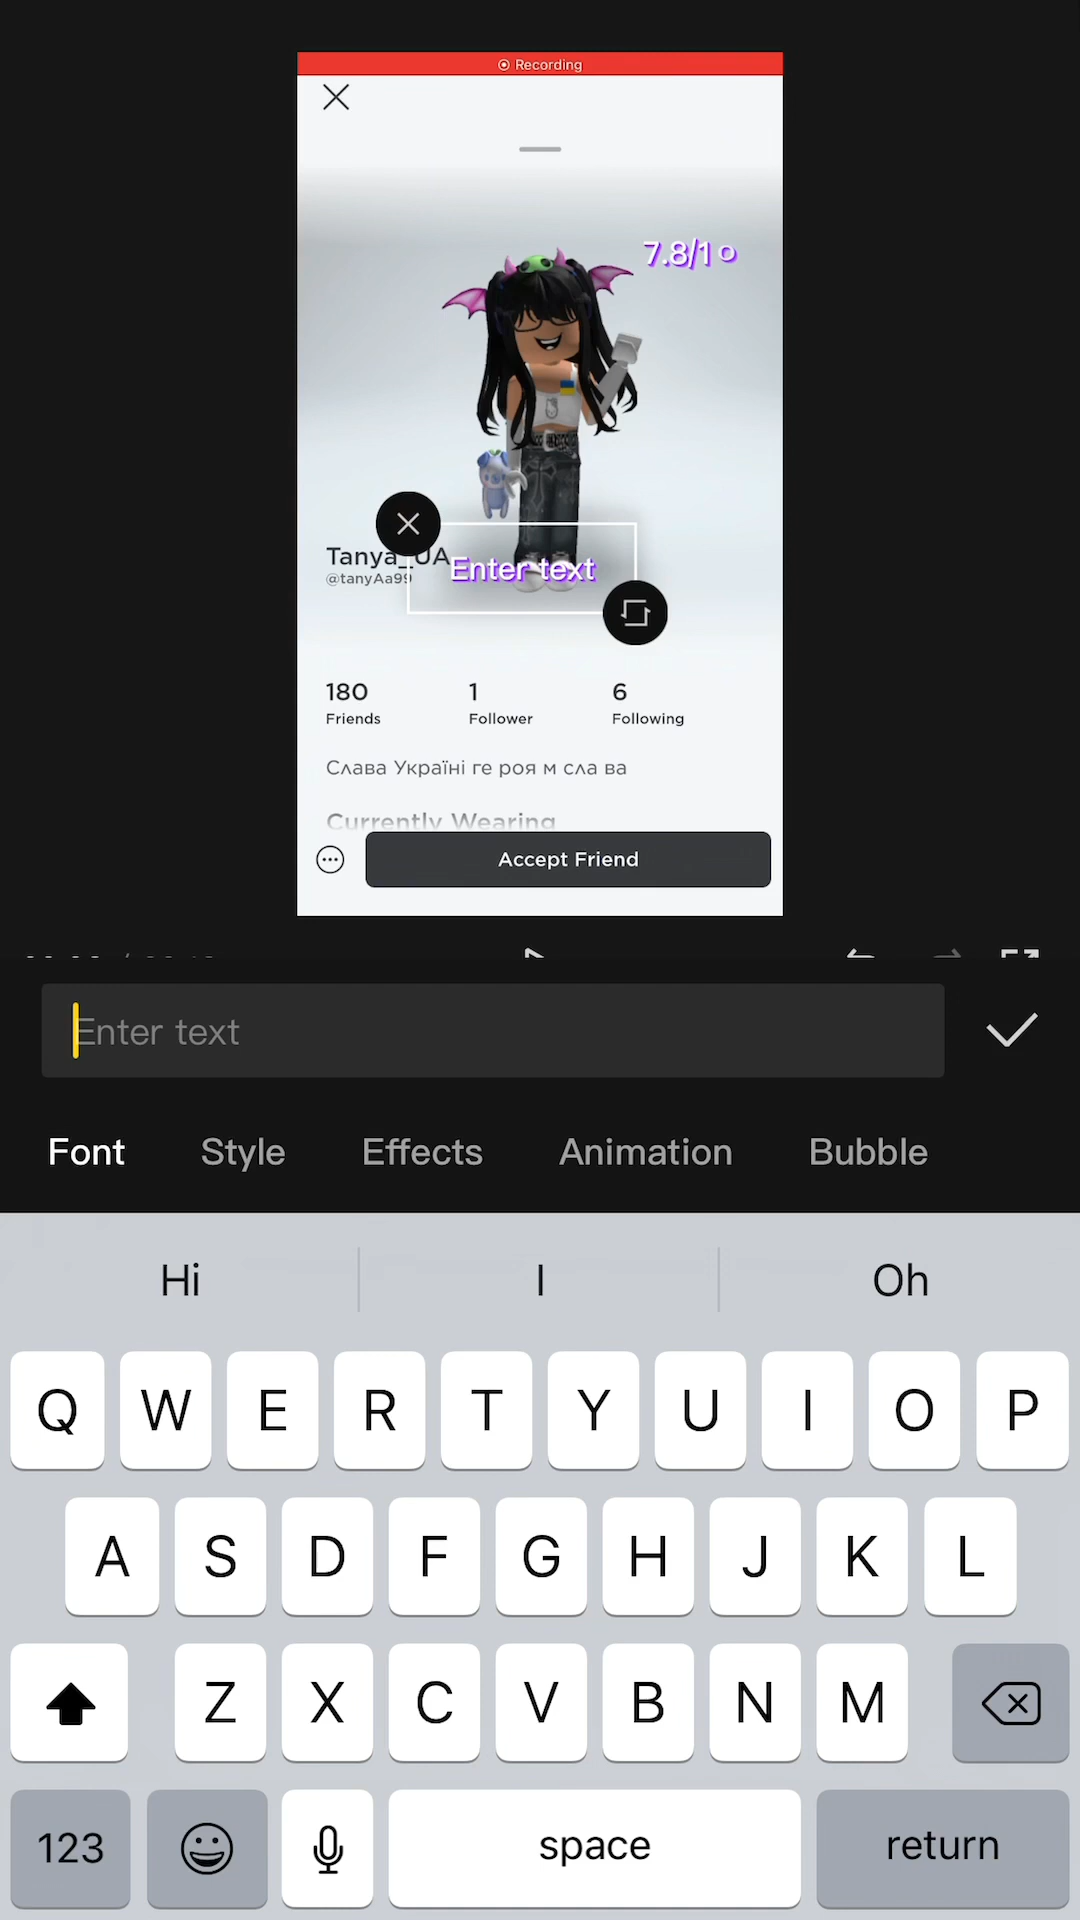 Recording
7.8/10
Tanya_UA
@tanyAa99
Enter text
180
Friends
1
Follower
6
Following
Слава Україні ге роя м сла ва
Currently Wearing
Accept Friend
Enter text
Font Style Effects Animation Bubble
Hi I Oh
Q W E R T Y U I O P
A S D F G H J K L
Z X C V B N M
123 space return